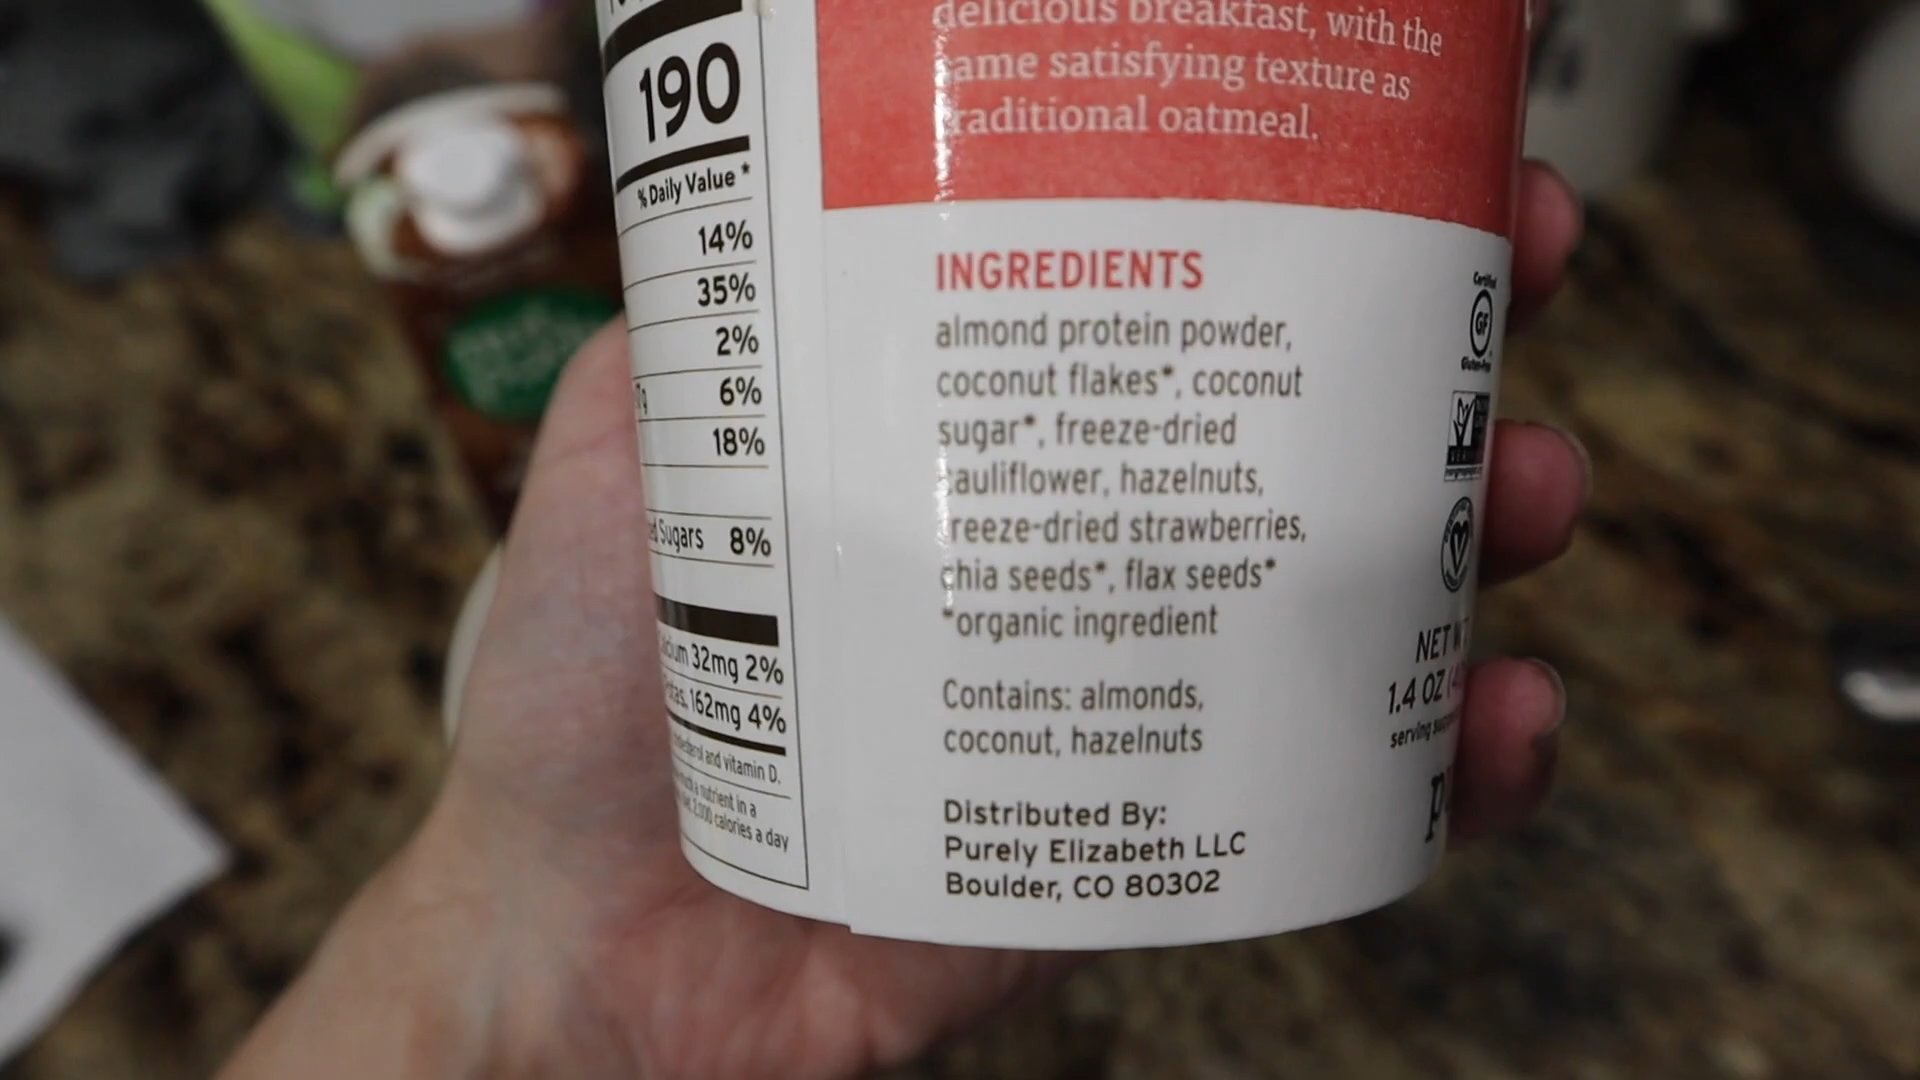 190
% Daily Value *
14%
35%
2%
6%
18%
Sugars 8%
32mg 2%
162mg 4%
and vitamin D.
nutrient in a
2,000 calories a day
delicious breakfast, with the
same satisfying texture as
traditional oatmeal.
INGREDIENTS
almond protein powder,
coconut flakes*, coconut
sugar*, freeze-dried
cauliflower, hazelnuts,
freeze-dried strawberries,
chia seeds*, flax seeds*
*organic ingredient
Contains: almonds,
coconut, hazelnuts
Distributed By:
Purely Elizabeth LLC
Boulder, CO 80302
Certified
GF
Gluten-Free
NET
1.4 OZ
serving